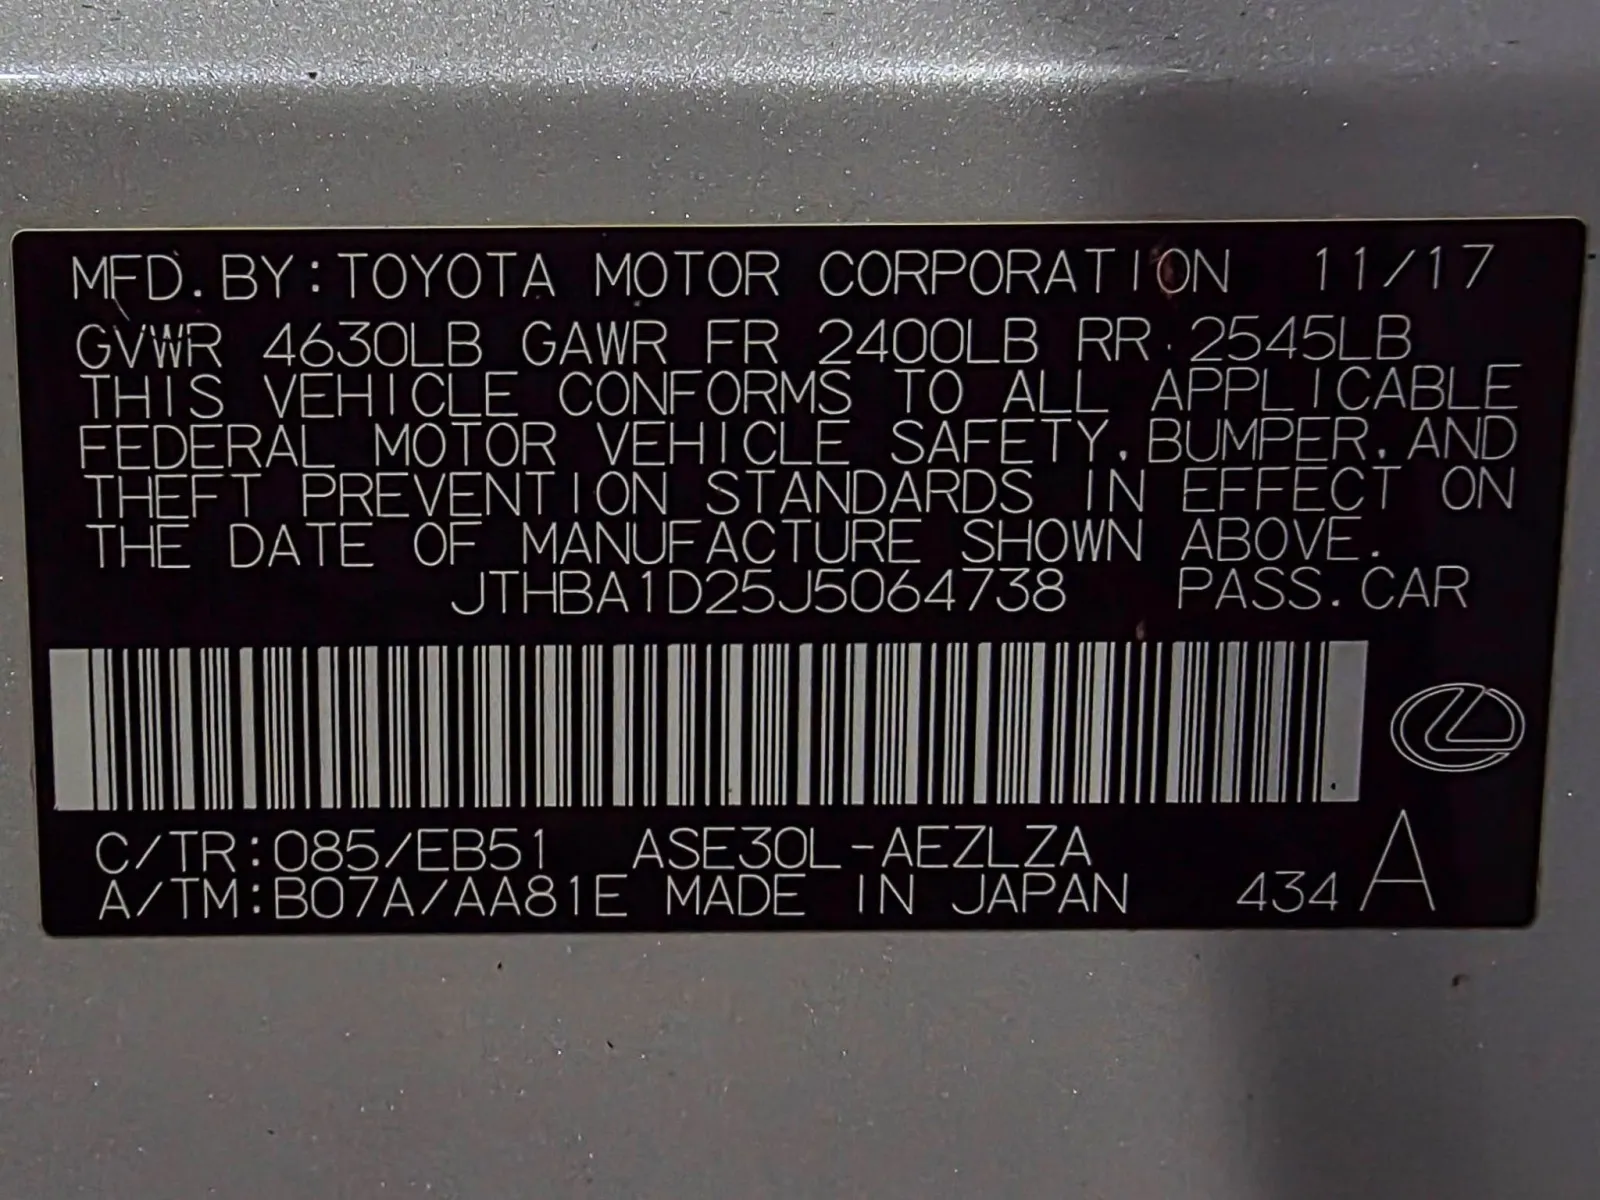 MFD. BY: TOYOTA MOTOR CORPORATION 11/17
GVWR 4630LB GAWR FR 2400LB RR 2545LB
THIS VEHICLE CONFORMS TO ALL APPLICABLE
FEDERAL MOTOR VEHICLE SAFETY, BUMPER, AND
THEFT PREVENTION STANDARDS IN EFFECT ON
THE DATE OF MANUFACTURE SHOWN ABOVE.
JTHBA1D25J5064738 PASS. CAR
C/TR: 085/EB51 ASE30L-AEZLZA
A/TM: B07A/AA81E MADE IN JAPAN 434 A